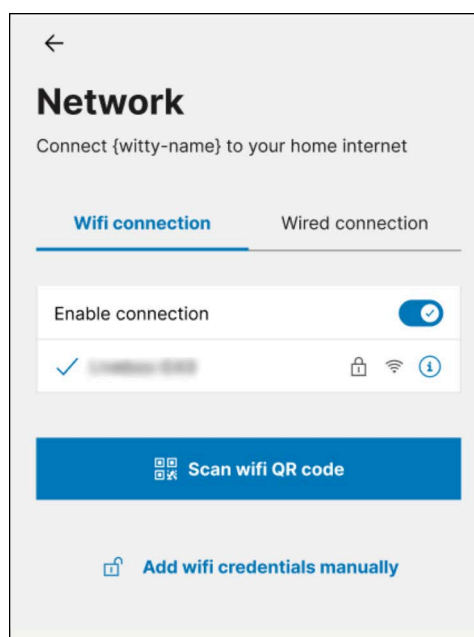 Network
Connect {witty-name} to your home internet
Wifi connection
Wired connection
Enable connection
Scan wifi QR code
Add wifi credentials manually